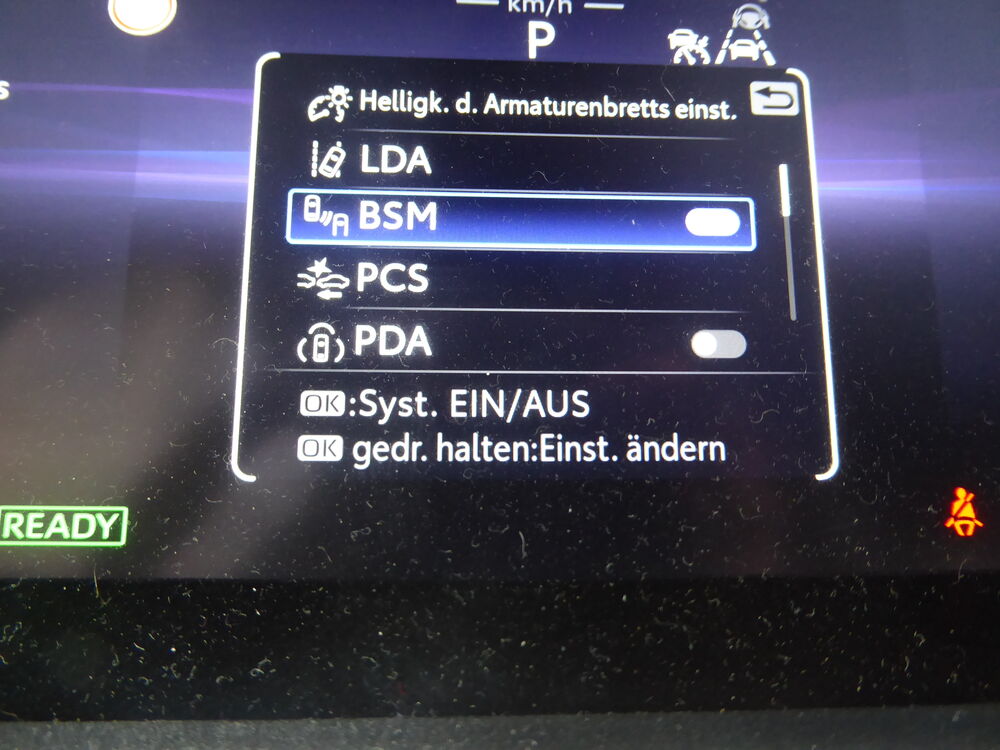 km/h
P
s
Helligk. d. Armaturenbretts einst.
LDA
BSM
PCS
PDA
OK:Syst. EIN/AUS
OK gedr. halten:Einst. ändern
READY